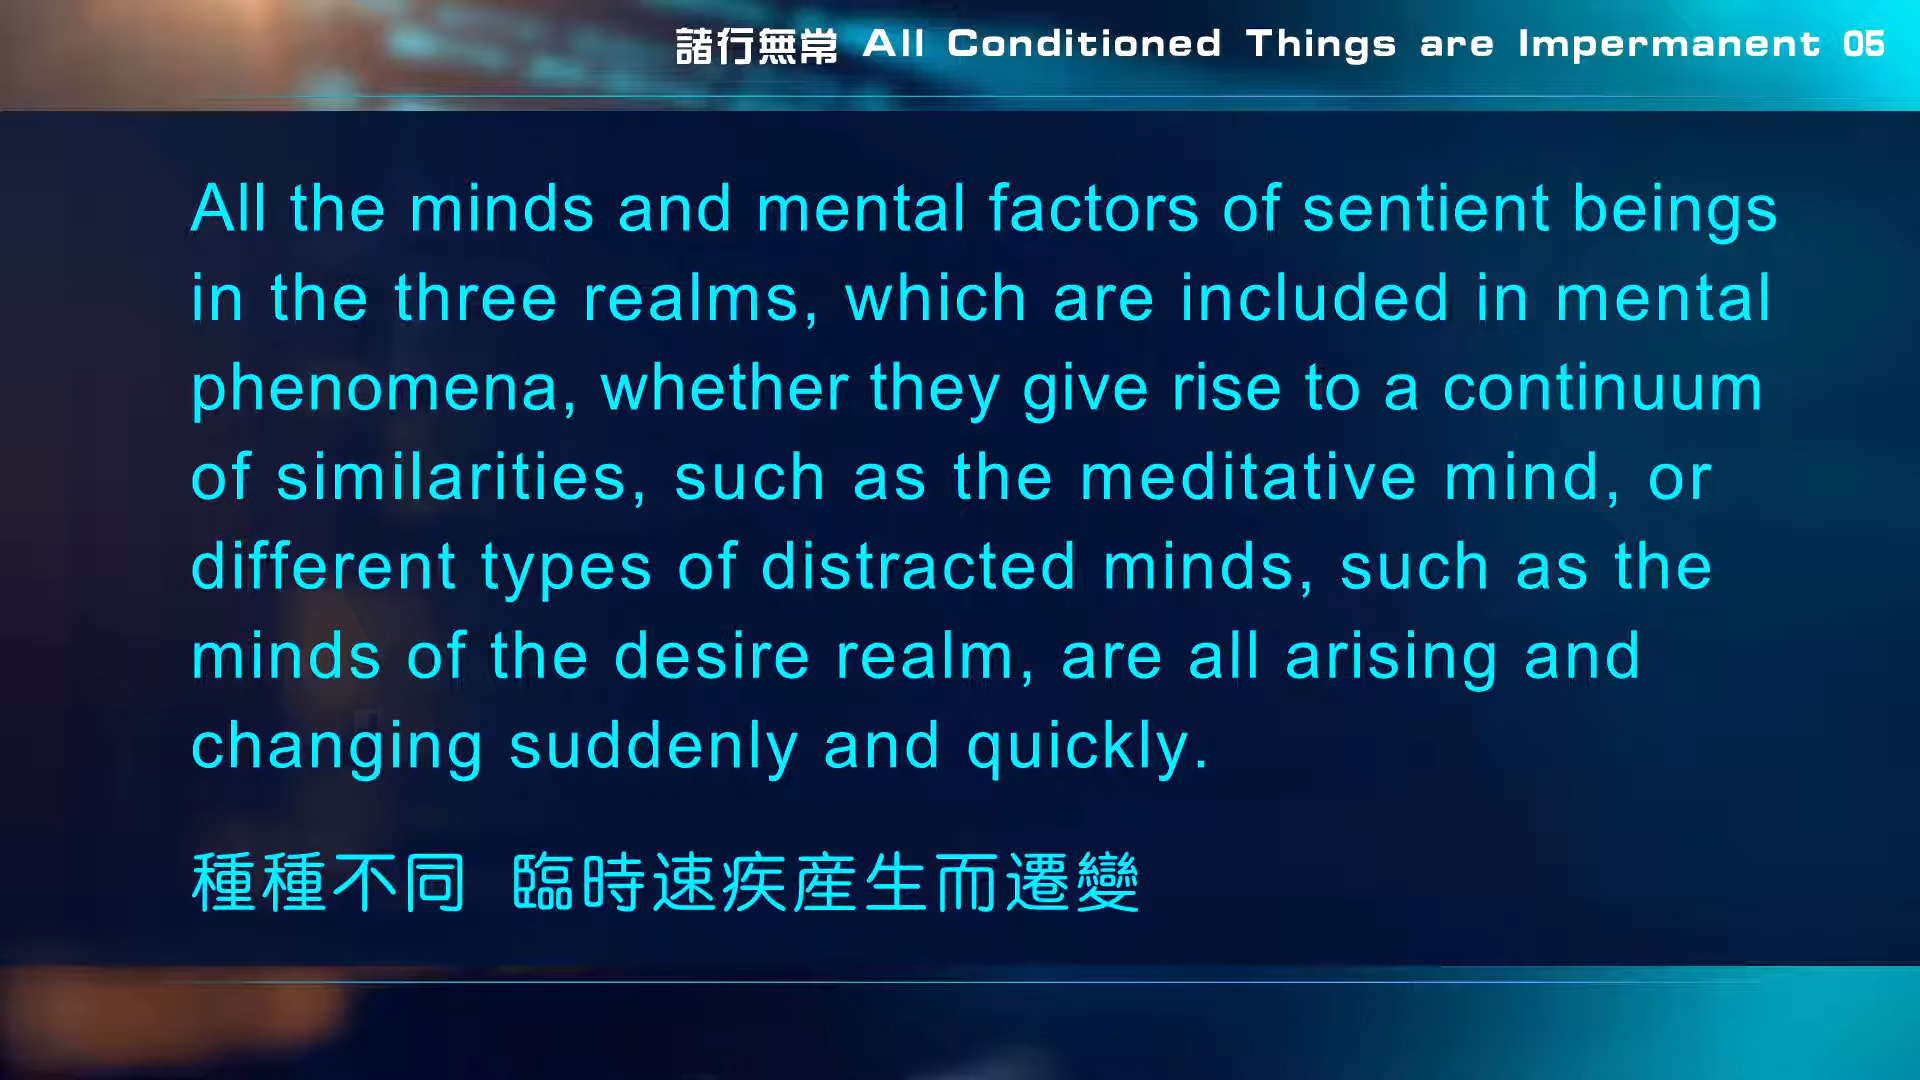 諸行無常 All Conditioned Things are Impermanent 05
All the minds and mental factors of sentient beings
in the three realms, which are included in mental
phenomena, whether they give rise to a continuum
of similarities, such as the meditative mind, or
different types of distracted minds, such as the
minds of the desire realm, are all arising and
changing suddenly and quickly.
種種不同 臨時速疾産生而遷變